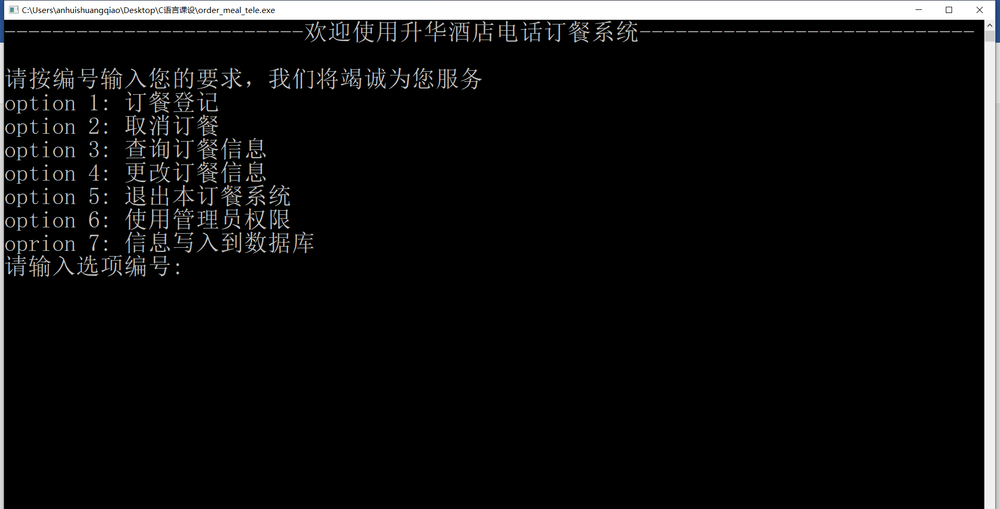 C:\Users\anhuishuangqiao\Desktop\C语言课设\order_meal_tele.exe
-------------------------欢迎使用升华酒店电话订餐系统----------------------------
请按编号输入您的要求，我们将竭诚为您服务
option 1: 订餐登记
option 2: 取消订餐
option 3: 查询订餐信息
option 4: 更改订餐信息
option 5: 退出本订餐系统
option 6: 使用管理员权限
oprion 7: 信息写入到数据库
请输入选项编号: